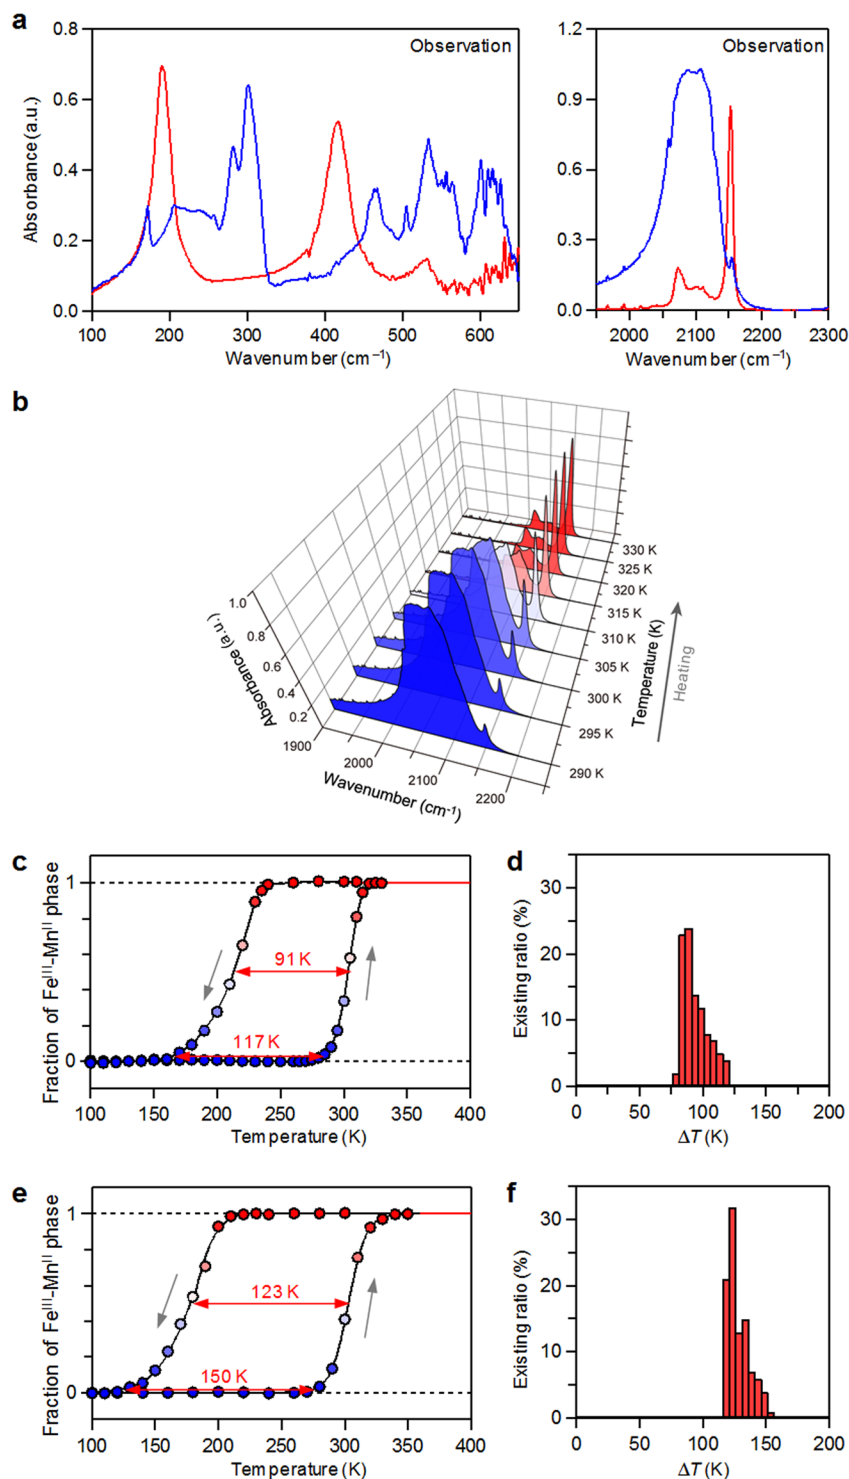 a
0.8
0.6
0.4
0.2
0.0
Absorbance (a.u.)
Observation
100 200 300 400 500 600
Wavenumber (cm⁻¹)
1.2
0.9
0.6
0.3
0.0
Observation
2000 2100 2200 2300
Wavenumber (cm⁻¹)
b
1.0
0.8
0.6
0.4
0.2
Absorbance (a.u.)
1900
2000
2100
2200
Wavenumber (cm⁻¹)
330 K
325 K
320 K
315 K
310 K
305 K
300 K
295 K
290 K
Temperature (K)
Heating
c
Fraction of Feᴵᴵᴵ-Mnᴵᴵ phase
1
0
91 K
117 K
100 150 200 250 300 350 400
Temperature (K)
d
Existing ratio (%)
30
20
10
0
0 50 100 150 200
ΔT (K)
e
Fraction of Feᴵᴵᴵ-Mnᴵᴵ phase
1
0
123 K
150 K
100 150 200 250 300 350 400
Temperature (K)
f
Existing ratio (%)
30
20
10
0
0 50 100 150 200
ΔT (K)